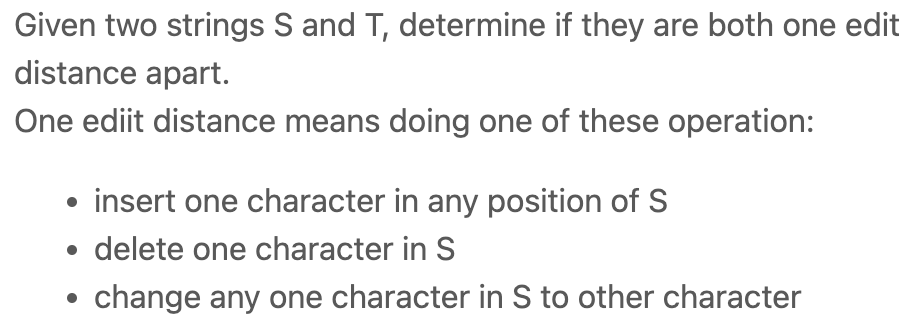 Given two strings S and T, determine if they are both one edit
distance apart.
One ediit distance means doing one of these operation:
• insert one character in any position of S
• delete one character in S
• change any one character in S to other character